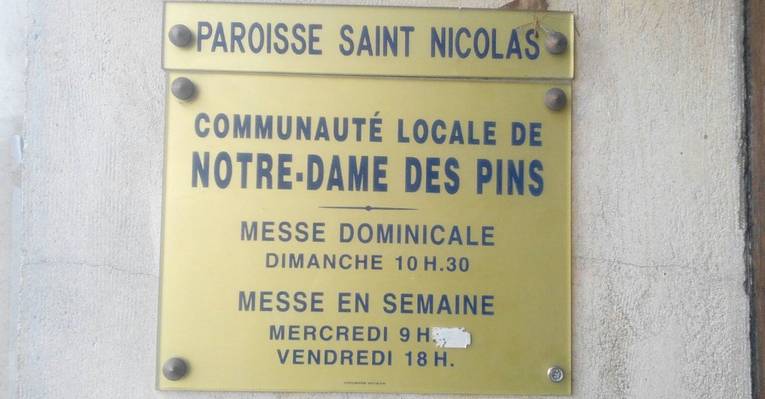 PAROISSE SAINT NICOLAS
COMMUNAUTÉ LOCALE DE
NOTRE-DAME DES PINS
MESSE DOMINICALE
DIMANCHE 10 H.30
MESSE EN SEMAINE
MERCREDI 9 H
VENDREDI 18 H.